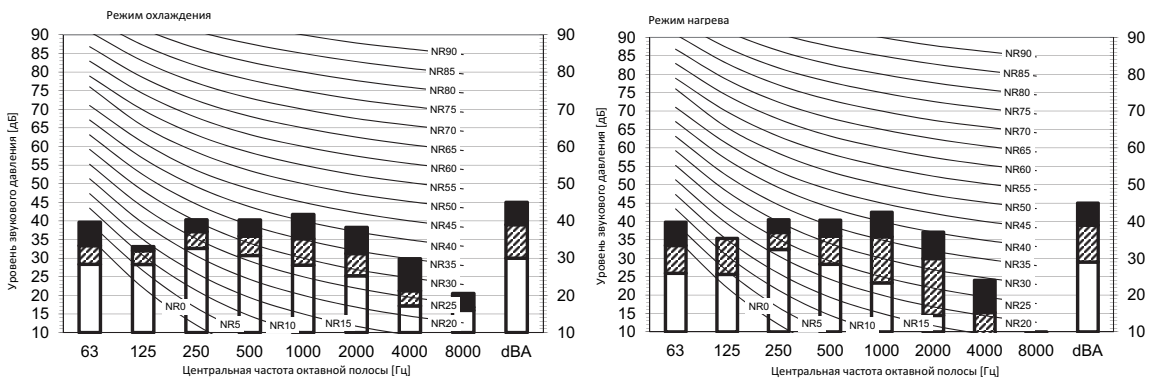 Режим охлаждения
90
85
80
75
70
65
60
55
50
45
40
35
30
25
20
15
10
Уровень звукового давления [дБ]
NR90
NR85
NR80
NR75
NR70
NR65
NR60
NR55
NR50
NR45
NR40
NR35
NR30
NR25
NR20
NR0
NR5
NR10
NR15
90
80
70
60
50
40
30
20
10
63 125 250 500 1000 2000 4000 8000 dBA
Центральная частота октавной полосы [Гц]
Режим нагрева
90
85
80
75
70
65
60
55
50
45
40
35
30
25
20
15
10
Уровень звукового давления [дБ]
NR90
NR85
NR80
NR75
NR70
NR65
NR60
NR55
NR50
NR45
NR40
NR35
NR30
NR25
NR20
NR0
NR5
NR10
NR15
90
80
70
60
50
40
30
20
10
63 125 250 500 1000 2000 4000 8000 dBA
Центральная частота октавной полосы [Гц]